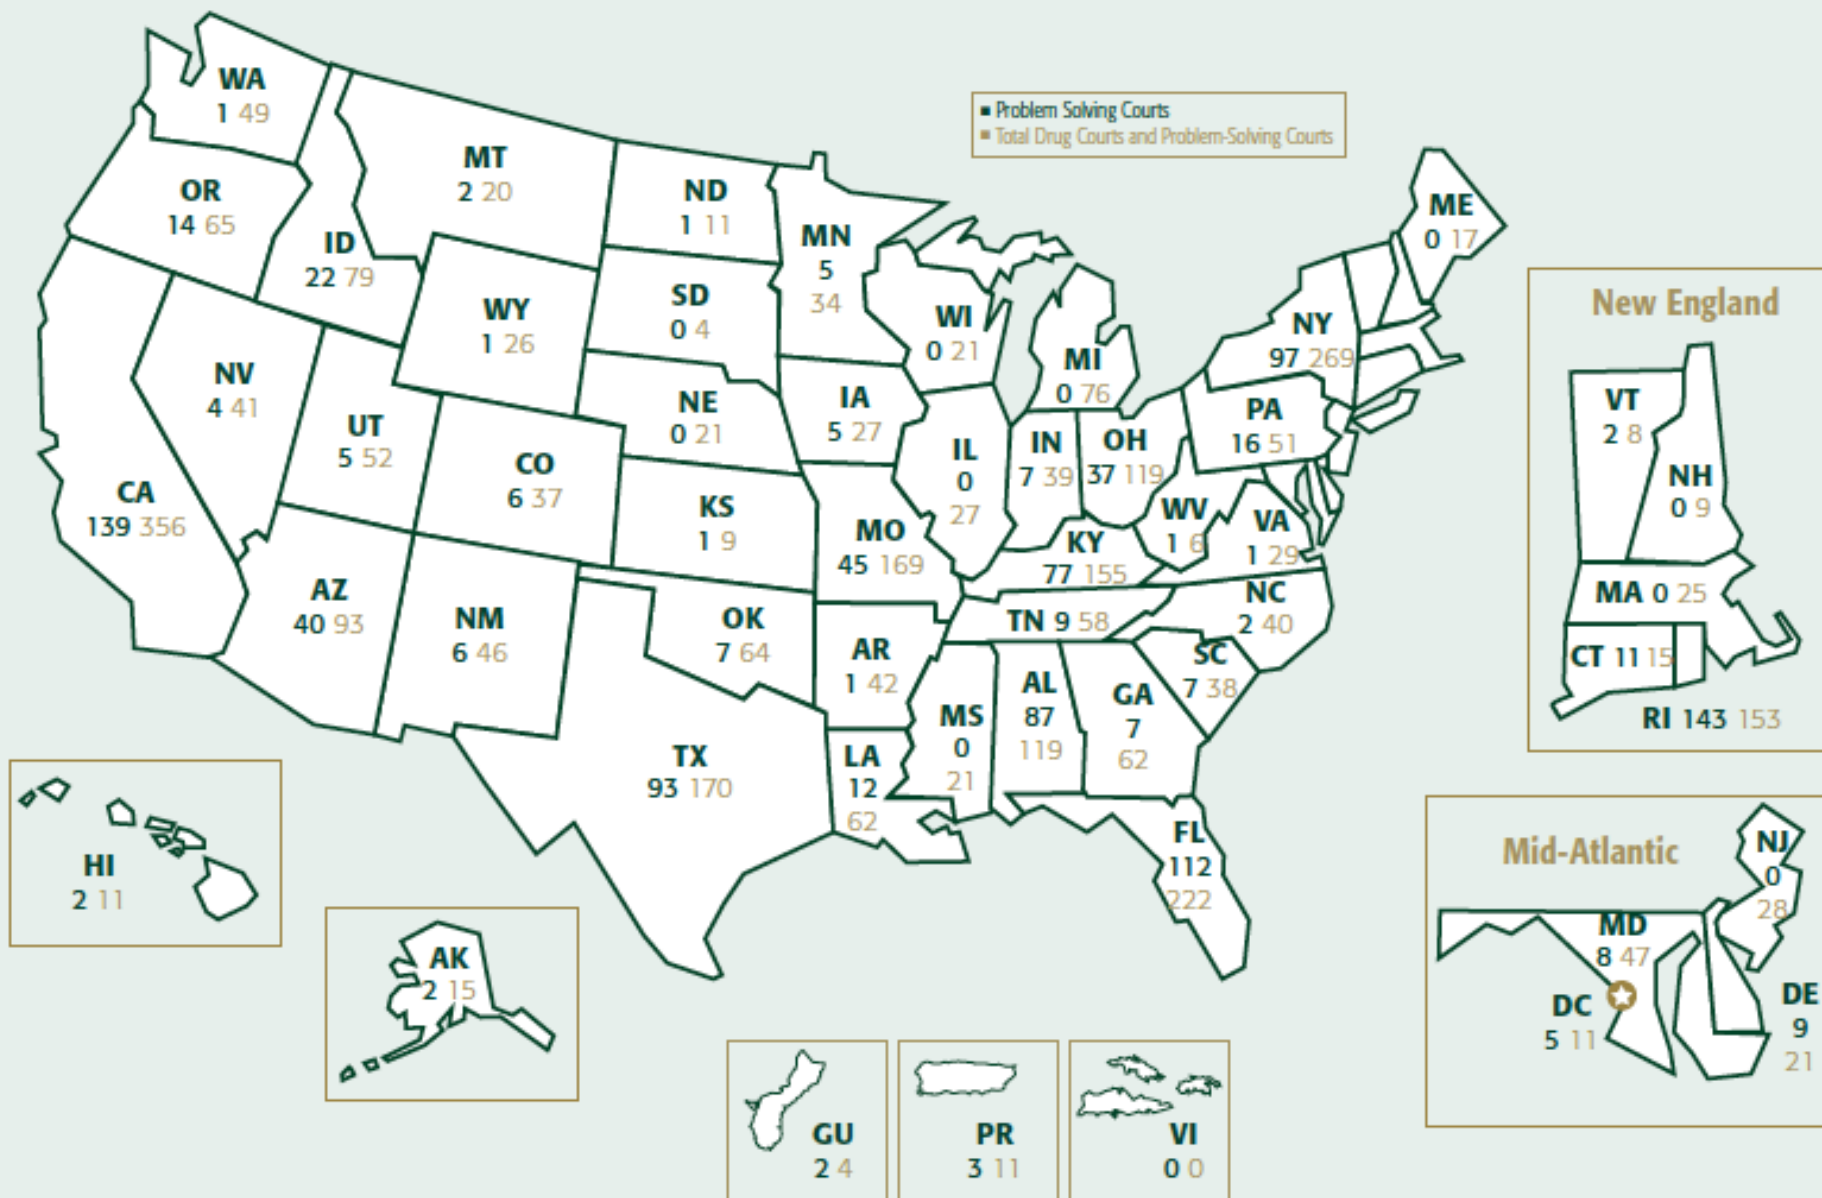 WA
1 49
Problem Solving Courts
Total Drug Courts and Problem-Solving Courts
MT
2 20
OR
14 65
ND
1 11
ME
0 17
MN
5
34
ID
22 79
New England
SD
0 4
WY
1 26
WI
0 21
NY
97 269
MI
0 76
NV
4 41
VT
2 8
IA
5 27
NE
0 21
PA
16 51
UT
5 52
IL
0
27
IN
7 39
OH
37 119
CO
6 37
NH
0 9
CA
139 356
KS
1 9
MO
45 169
WV
1 6
VA
1 29
KY
77 155
AZ
40 93
NM
6 46
OK
7 64
TN 9 58
NC
2 40
MA 0 25
AR
1 42
SC
7 38
CT 11 15
AL
87
119
GA
7
62
MS
0
21
RI 143 153
TX
93 170
LA
12
62
FL
112
222
HI
2 11
Mid-Atlantic
NJ
0
28
MD
8 47
AK
2 15
DC
5 11
DE
9
21
GU
2 4
PR
3 11
VI
0 0